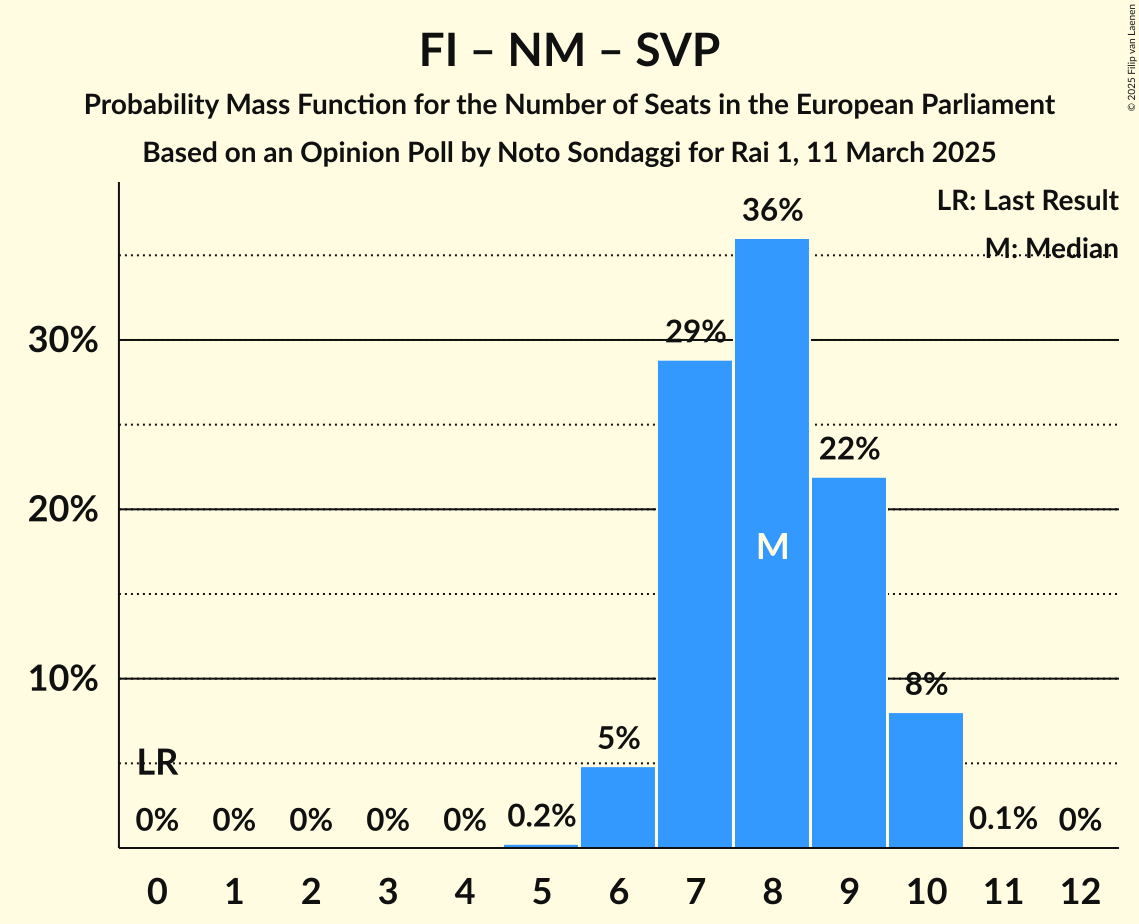 FI – NM – SVP
Probability Mass Function for the Number of Seats in the European Parliament
Based on an Opinion Poll by Noto Sondaggi for Rai 1, 11 March 2025
© 2025 Filip van Laenen
LR: Last Result
M: Median
36%
30%
29%
22%
20%
M
10%
8%
5%
LR
0% 0% 0% 0% 0% 0.2% 0.1% 0%
0 1 2 3 4 5 6 7 8 9 10 11 12